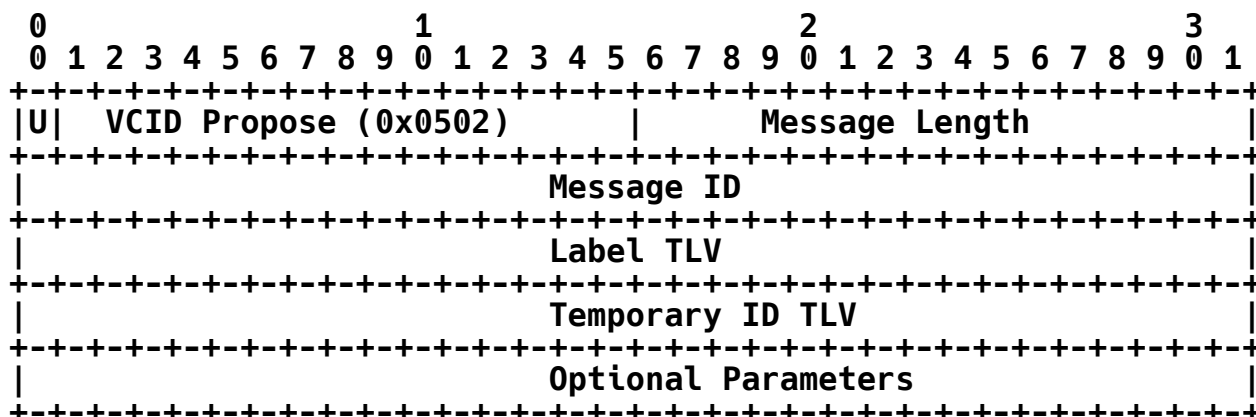 0                   1                   2                   3
 0 1 2 3 4 5 6 7 8 9 0 1 2 3 4 5 6 7 8 9 0 1 2 3 4 5 6 7 8 9 0 1
+-+-+-+-+-+-+-+-+-+-+-+-+-+-+-+-+-+-+-+-+-+-+-+-+-+-+-+-+-+-+-+-+
|U|  VCID Propose (0x0502)      |      Message Length           |
+-+-+-+-+-+-+-+-+-+-+-+-+-+-+-+-+-+-+-+-+-+-+-+-+-+-+-+-+-+-+-+-+
|                           Message ID                          |
+-+-+-+-+-+-+-+-+-+-+-+-+-+-+-+-+-+-+-+-+-+-+-+-+-+-+-+-+-+-+-+-+
|                           Label TLV                           |
+-+-+-+-+-+-+-+-+-+-+-+-+-+-+-+-+-+-+-+-+-+-+-+-+-+-+-+-+-+-+-+-+
|                           Temporary ID TLV                    |
+-+-+-+-+-+-+-+-+-+-+-+-+-+-+-+-+-+-+-+-+-+-+-+-+-+-+-+-+-+-+-+-+
|                           Optional Parameters                 |
+-+-+-+-+-+-+-+-+-+-+-+-+-+-+-+-+-+-+-+-+-+-+-+-+-+-+-+-+-+-+-+-+